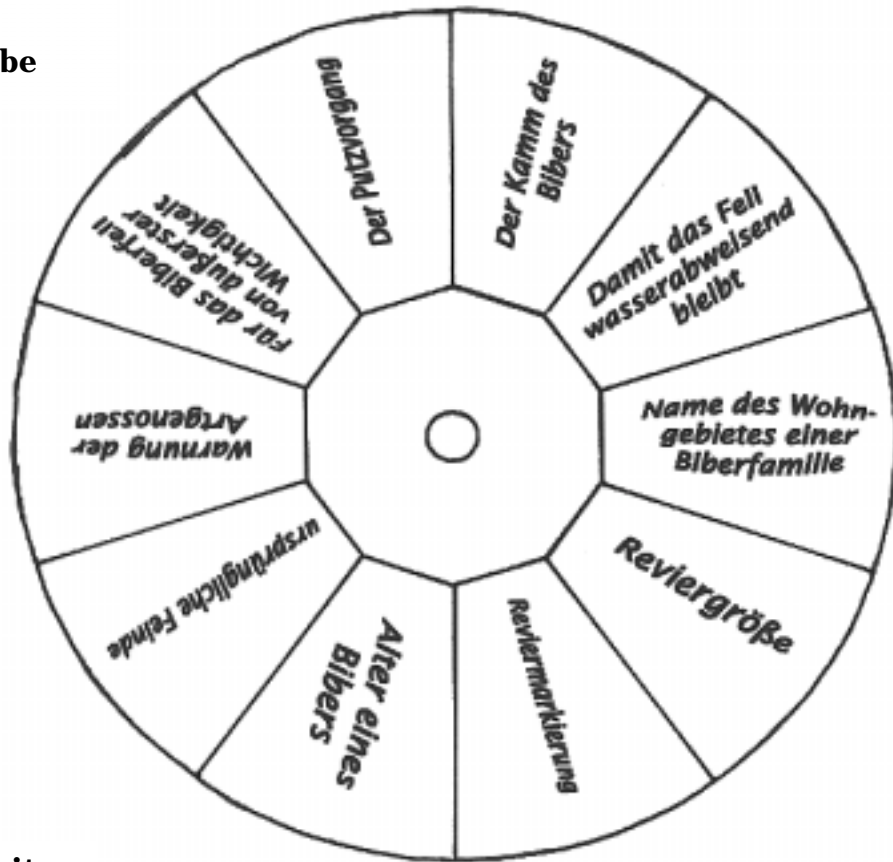 be
Der Kamm des
Bibers
Damit das Fell
wasserabweisend
bleibt
Name des Wohn-
gebietes einer
Biberfamilie
Reviergröße
Reviermarkierung
Alter eines
Bibers
ursprüngliche Feinde
Warnung der
Artgenossen
Für das Biberfell
von äußerster
Wichtigkeit
Der Putzvorgang